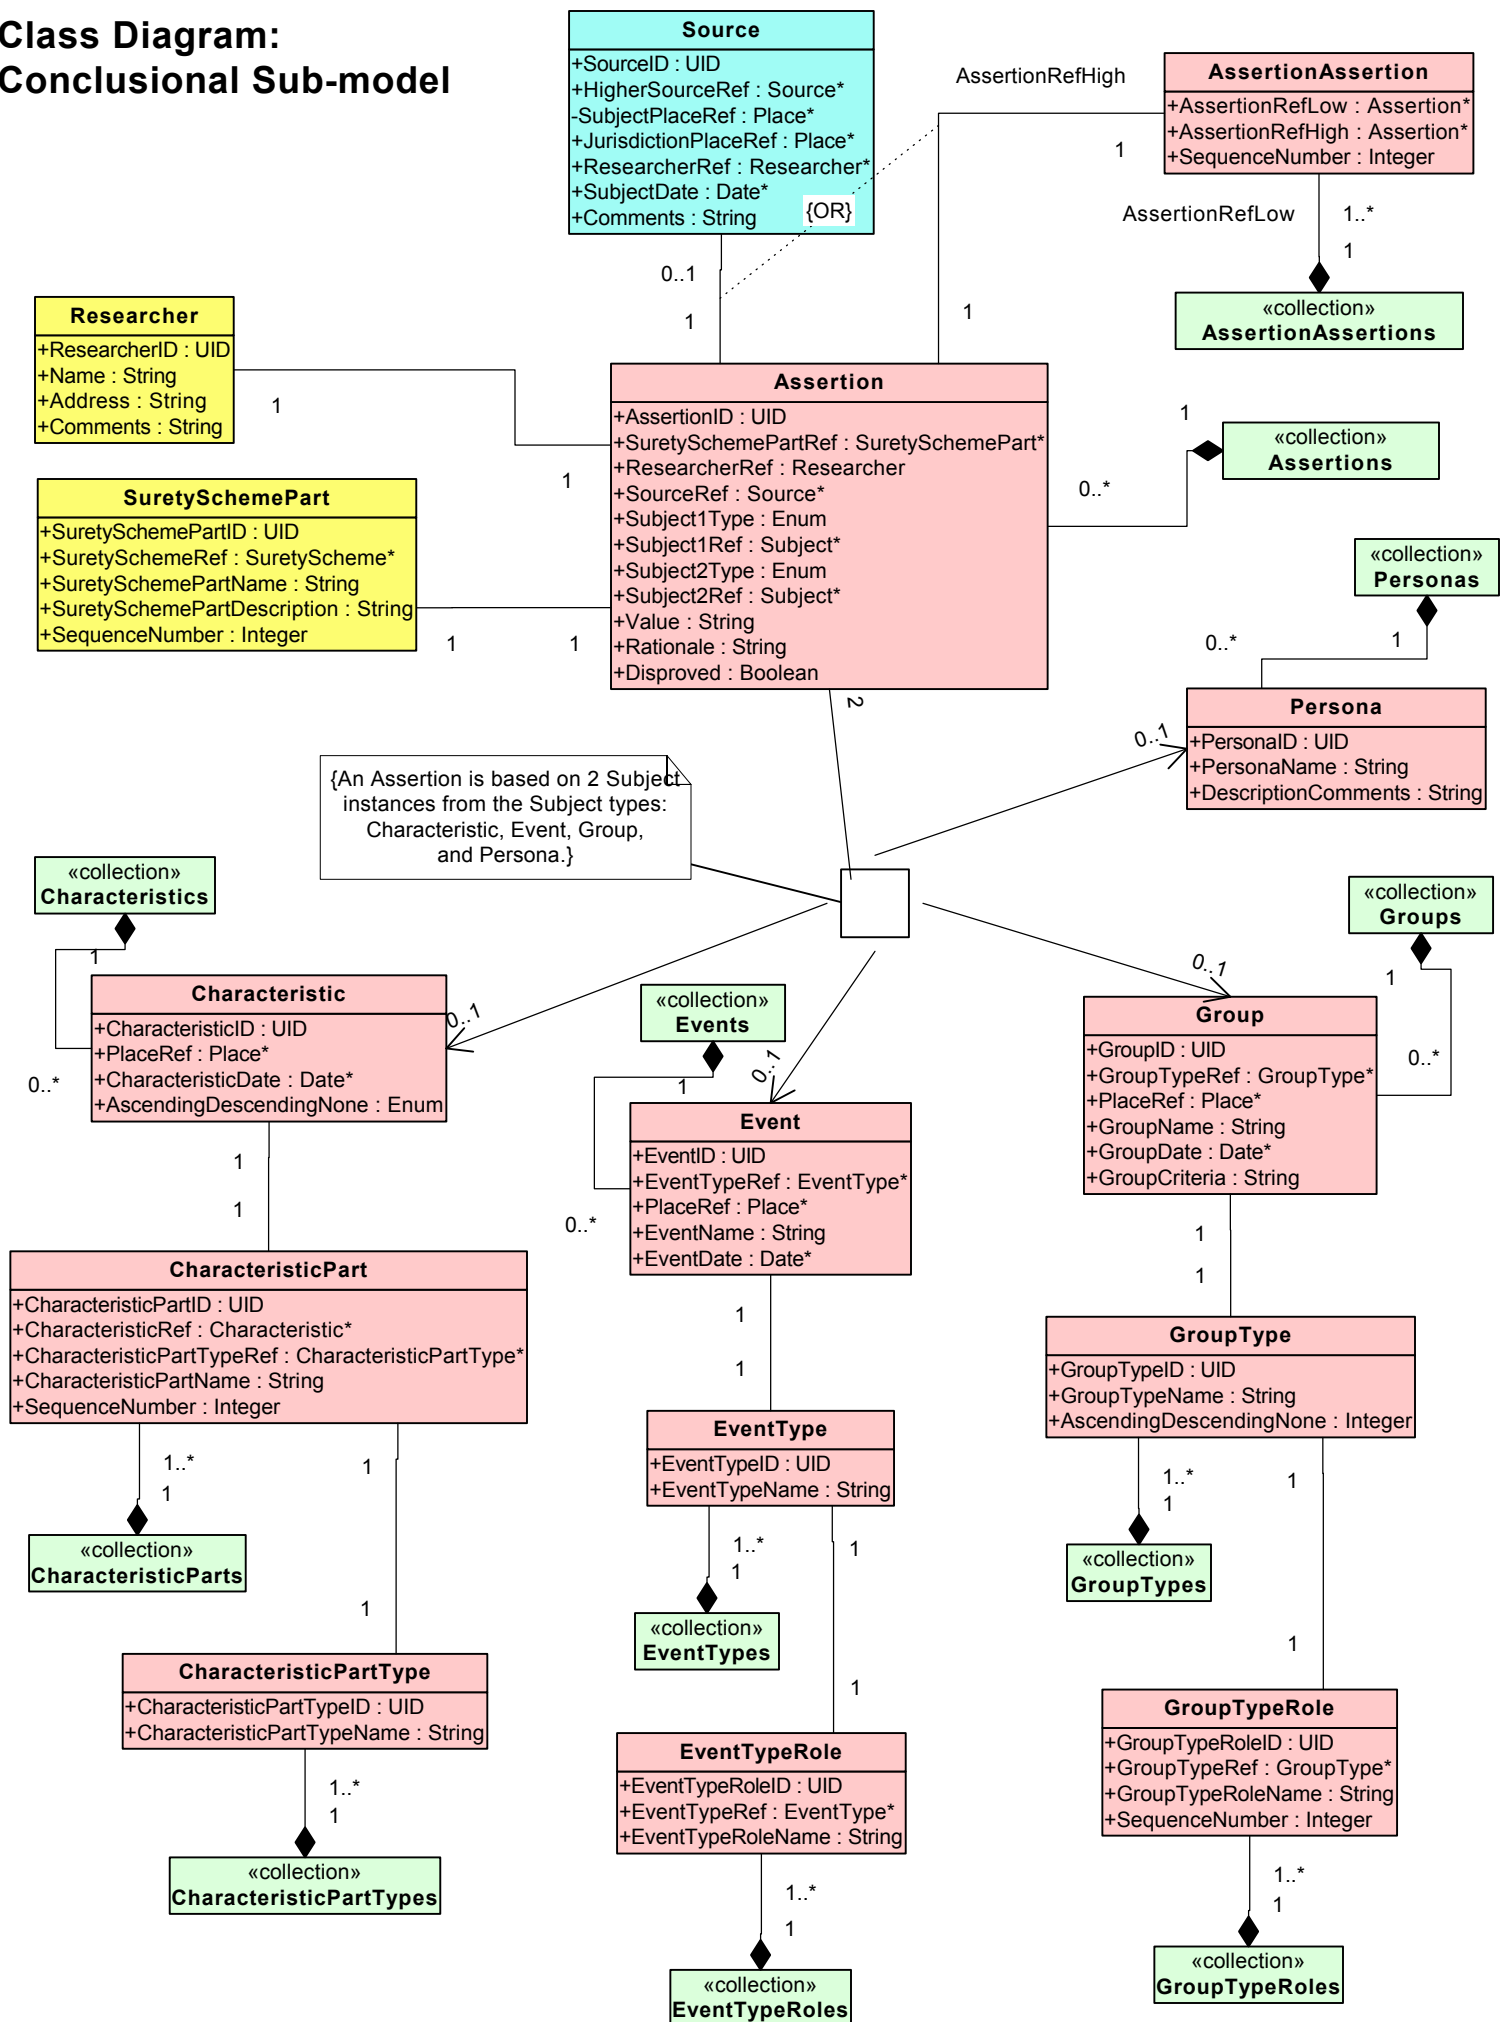 Class Diagram:
Conclusional Sub-model
Source
+SourceID : UID
+HigherSourceRef : Source*
-SubjectPlaceRef : Place*
+JurisdictionPlaceRef : Place*
+ResearcherRef : Researcher*
+SubjectDate : Date*
+Comments : String
{OR}
AssertionRefHigh
1
AssertionAssertion
+AssertionRefLow : Assertion*
+AssertionRefHigh : Assertion*
+SequenceNumber : Integer
AssertionRefLow
1..*
1
«collection»
AssertionAssertions
0..1
1
1
Researcher
+ResearcherID : UID
+Name : String
+Address : String
+Comments : String
1
1
SuretySchemePart
+SuretySchemePartID : UID
+SuretySchemeRef : SuretyScheme*
+SuretySchemePartName : String
+SuretySchemePartDescription : String
+SequenceNumber : Integer
1
1
Assertion
+AssertionID : UID
+SuretySchemePartRef : SuretySchemePart*
+ResearcherRef : Researcher
+SourceRef : Source*
+Subject1Type : Enum
+Subject1Ref : Subject*
+Subject2Type : Enum
+Subject2Ref : Subject*
+Value : String
+Rationale : String
+Disproved : Boolean
2
1
«collection»
Assertions
0..*
«collection»
Personas
1
0..*
Persona
+PersonaID : UID
+PersonaName : String
+DescriptionComments : String
0..1
{An Assertion is based on 2 Subject
instances from the Subject types:
Characteristic, Event, Group,
and Persona.}
«collection»
Characteristics
1
0..*
Characteristic
+CharacteristicID : UID
+PlaceRef : Place*
+CharacteristicDate : Date*
+AscendingDescendingNone : Enum
0..1
1
1
CharacteristicPart
+CharacteristicPartID : UID
+CharacteristicRef : Characteristic*
+CharacteristicPartTypeRef : CharacteristicPartType*
+CharacteristicPartName : String
+SequenceNumber : Integer
1..*
1
«collection»
CharacteristicParts
1
1
CharacteristicPartType
+CharacteristicPartTypeID : UID
+CharacteristicPartTypeName : String
1..*
1
«collection»
CharacteristicPartTypes
«collection»
Events
1
0..1
0..*
Event
+EventID : UID
+EventTypeRef : EventType*
+PlaceRef : Place*
+EventName : String
+EventDate : Date*
1
1
EventType
+EventTypeID : UID
+EventTypeName : String
1..*
1
«collection»
EventTypes
1
1
EventTypeRole
+EventTypeRoleID : UID
+EventTypeRef : EventType*
+EventTypeRoleName : String
1..*
1
«collection»
EventTypeRoles
«collection»
Groups
1
0..*
0..1
Group
+GroupID : UID
+GroupTypeRef : GroupType*
+PlaceRef : Place*
+GroupName : String
+GroupDate : Date*
+GroupCriteria : String
1
1
GroupType
+GroupTypeID : UID
+GroupTypeName : String
+AscendingDescendingNone : Integer
1..*
1
«collection»
GroupTypes
1
1
GroupTypeRole
+GroupTypeRoleID : UID
+GroupTypeRef : GroupType*
+GroupTypeRoleName : String
+SequenceNumber : Integer
1..*
1
«collection»
GroupTypeRoles